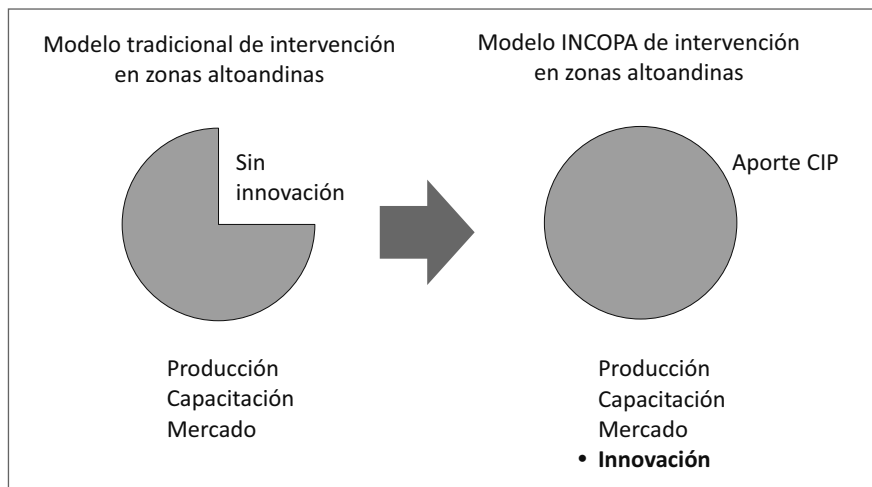 Modelo tradicional de intervención
en zonas altoandinas
Sin
innovación
Producción
Capacitación
Mercado
Modelo INCOPA de intervención
en zonas altoandinas
Aporte CIP
Producción
Capacitación
Mercado
• Innovación